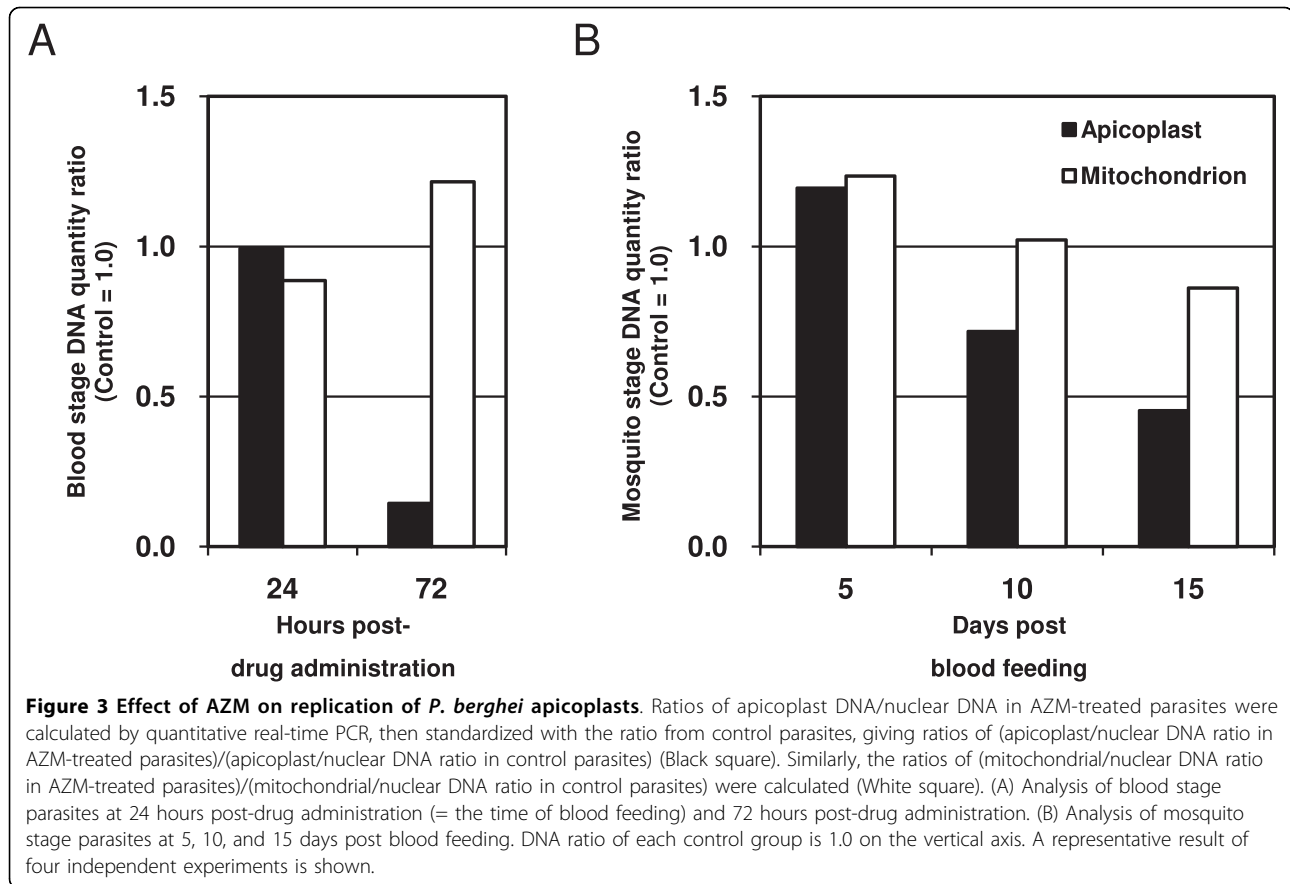 A
B
1.5
1.0
0.5
0.0
Blood stage DNA quantity ratio
(Control = 1.0)
24
72
Hours post-
drug administration
1.5
1.0
0.5
0.0
Mosquito stage DNA quantity ratio
(Control = 1.0)
Apicoplast
Mitochondrion
5
10
15
Days post
blood feeding
Figure 3 Effect of AZM on replication of P. berghei apicoplasts. Ratios of apicoplast DNA/nuclear DNA in AZM-treated parasites were
calculated by quantitative real-time PCR, then standardized with the ratio from control parasites, giving ratios of (apicoplast/nuclear DNA ratio in
AZM-treated parasites)/(apicoplast/nuclear DNA ratio in control parasites) (Black square). Similarly, the ratios of (mitochondrial/nuclear DNA ratio
in AZM-treated parasites)/(mitochondrial/nuclear DNA ratio in control parasites) were calculated (White square). (A) Analysis of blood stage
parasites at 24 hours post-drug administration (= the time of blood feeding) and 72 hours post-drug administration. (B) Analysis of mosquito
stage parasites at 5, 10, and 15 days post blood feeding. DNA ratio of each control group is 1.0 on the vertical axis. A representative result of
four independent experiments is shown.